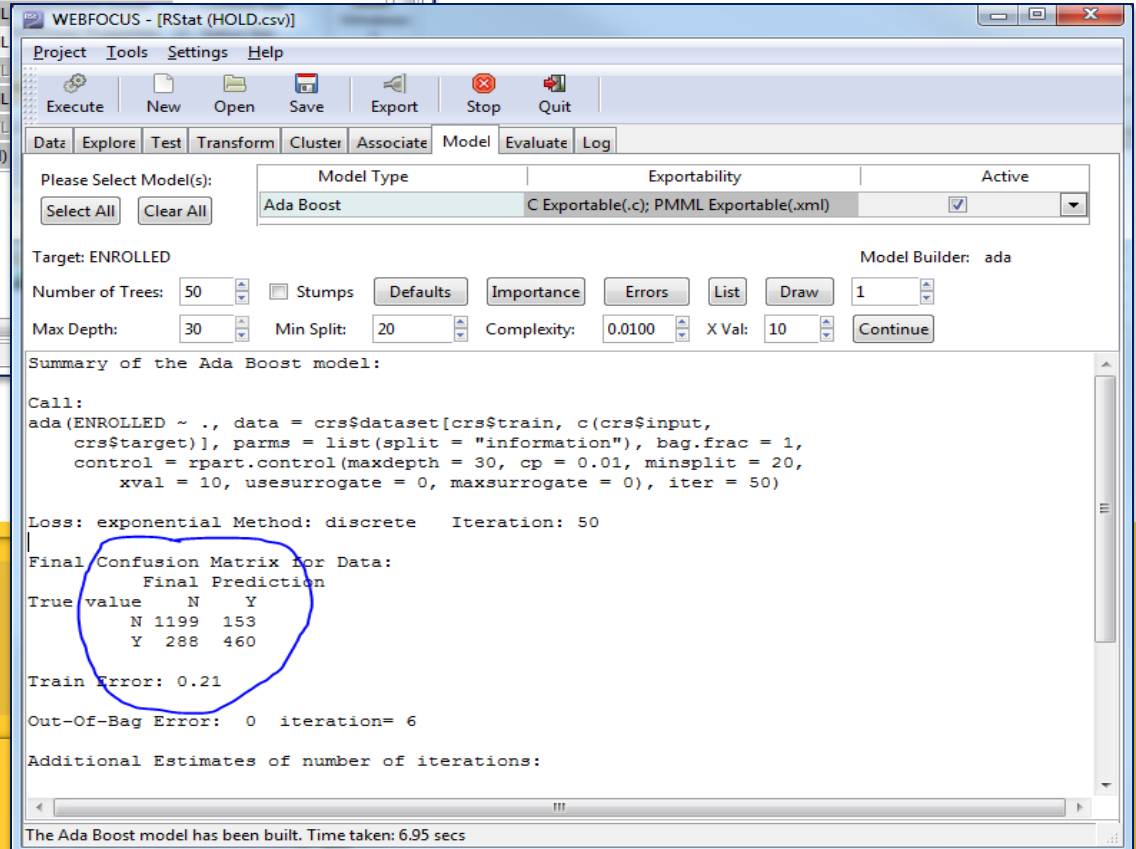 WEBFOCUS - [RStat (HOLD.csv)]
Project Tools Settings Help
Execute New Open Save Export Stop Quit
Data Explore Test Transform Cluster Associate Model Evaluate Log
Please Select Model(s): Model Type Exportability Active
Select All Clear All Ada Boost C Exportable(.c); PMML Exportable(.xml)
Target: ENROLLED Model Builder: ada
Number of Trees: 50 Stumps Defaults Importance Errors List Draw 1
Max Depth: 30 Min Split: 20 Complexity: 0.0100 X Val: 10 Continue
Summary of the Ada Boost model:
Call:
ada(ENROLLED ~ ., data = crs$dataset[crs$train, c(crs$input,
crs$target)], parms = list(split = "information"), bag.frac = 1,
control = rpart.control(maxdepth = 30, cp = 0.01, minsplit = 20,
xval = 10, usesurrogate = 0, maxsurrogate = 0), iter = 50)
Loss: exponential Method: discrete Iteration: 50
Final Confusion Matrix for Data:
Final Prediction
True value N Y
N 1199 153
Y 288 460
Train Error: 0.21
Out-Of-Bag Error: 0 iteration= 6
Additional Estimates of number of iterations:
The Ada Boost model has been built. Time taken: 6.95 secs